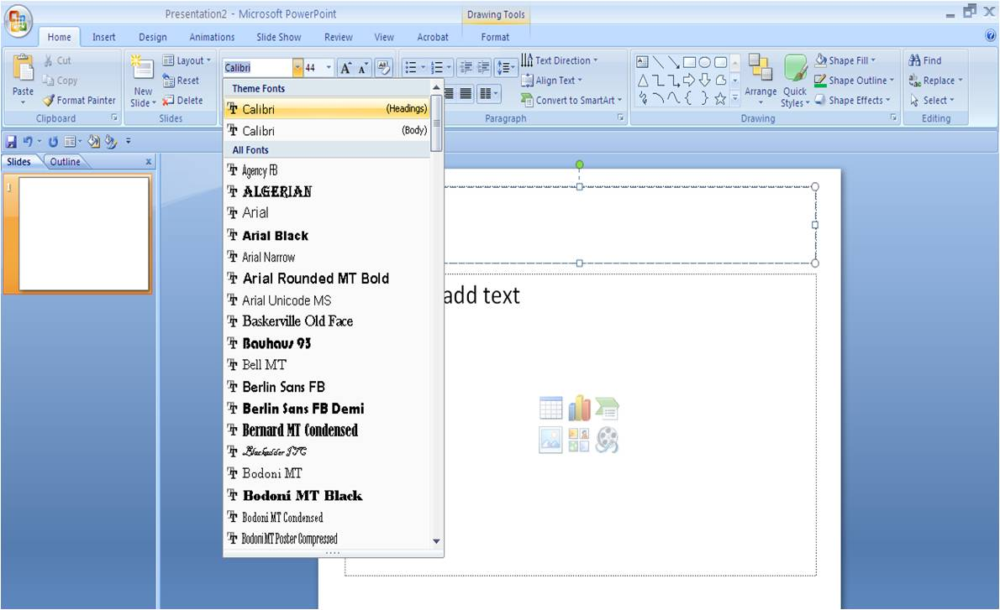 Presentation2 - Microsoft PowerPoint
Drawing Tools
Home Insert Design Animations Slide Show Review View Acrobat Format
Paste
Cut
Copy
Format Painter
Clipboard
New Slide
Layout
Reset
Delete
Slides
Calibri 44
Text Direction
Align Text
Convert to SmartArt
Paragraph
Arrange
Quick Styles
Shape Fill
Shape Outline
Shape Effects
Drawing
Find
Replace
Select
Editing
Slides Outline x
1
Theme Fonts
Calibri (Headings)
Calibri (Body)
All Fonts
Agency FB
ALGERIAN
Arial
Arial Black
Arial Narrow
Arial Rounded MT Bold
Arial Unicode MS
Baskerville Old Face
Bauhaus 93
Bell MT
Berlin Sans FB
Berlin Sans FB Demi
Bernard MT Condensed
Blackadder ITC
Bodoni MT
Bodoni MT Black
Bodoni MT Condensed
Bodoni MT Poster Compressed
add text